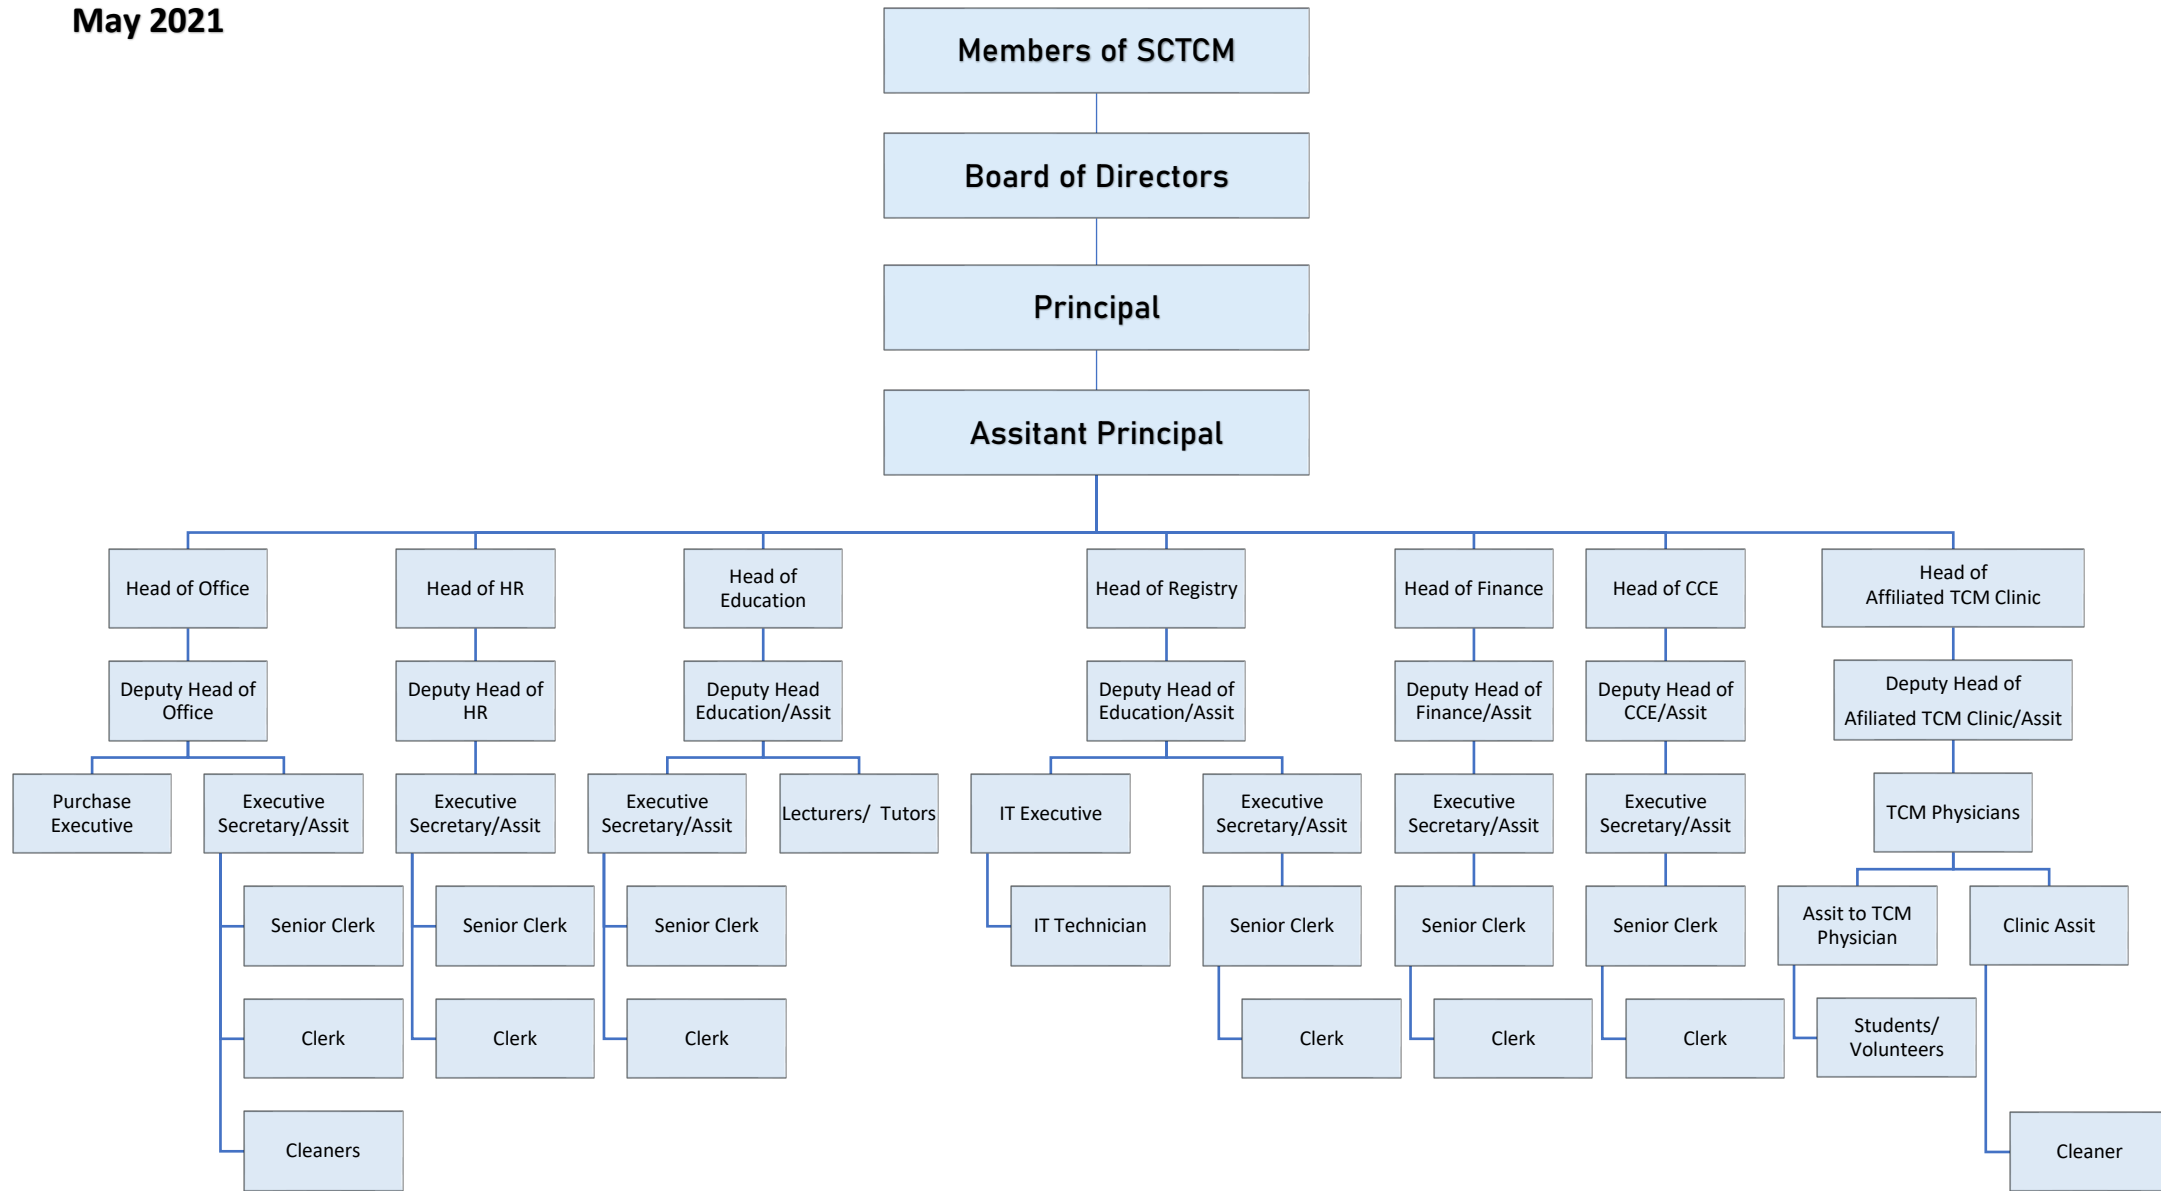 May 2021
Members of SCTCM
Board of Directors
Principal
Assitant Principal
Head of Office
Head of HR
Head of
Education
Head of Registry
Head of Finance
Head of CCE
Head of
Affiliated TCM Clinic
Deputy Head of
Office
Deputy Head of
HR
Deputy Head
Education/Assit
Deputy Head of
Education/Assit
Deputy Head of
Finance/Assit
Deputy Head of
CCE/Assit
Deputy Head of
Afiliated TCM Clinic/Assit
Purchase
Executive
Executive
Secretary/Assit
Executive
Secretary/Assit
Executive
Secretary/Assit
Lecturers/ Tutors
IT Executive
Executive
Secretary/Assit
Executive
Secretary/Assit
Executive
Secretary/Assit
TCM Physicians
Senior Clerk
Senior Clerk
Senior Clerk
IT Technician
Senior Clerk
Senior Clerk
Senior Clerk
Assit to TCM
Physician
Clinic Assit
Clerk
Clerk
Clerk
Clerk
Clerk
Clerk
Students/
Volunteers
Cleaners
Cleaner